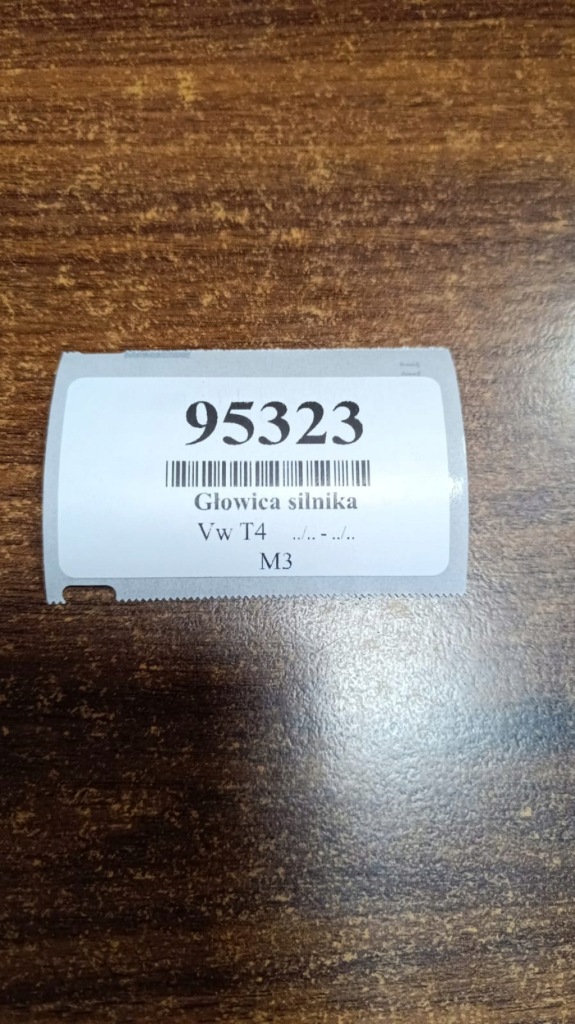 95323
Głowica silnika
Vw T4 ../.. - ../..
M3